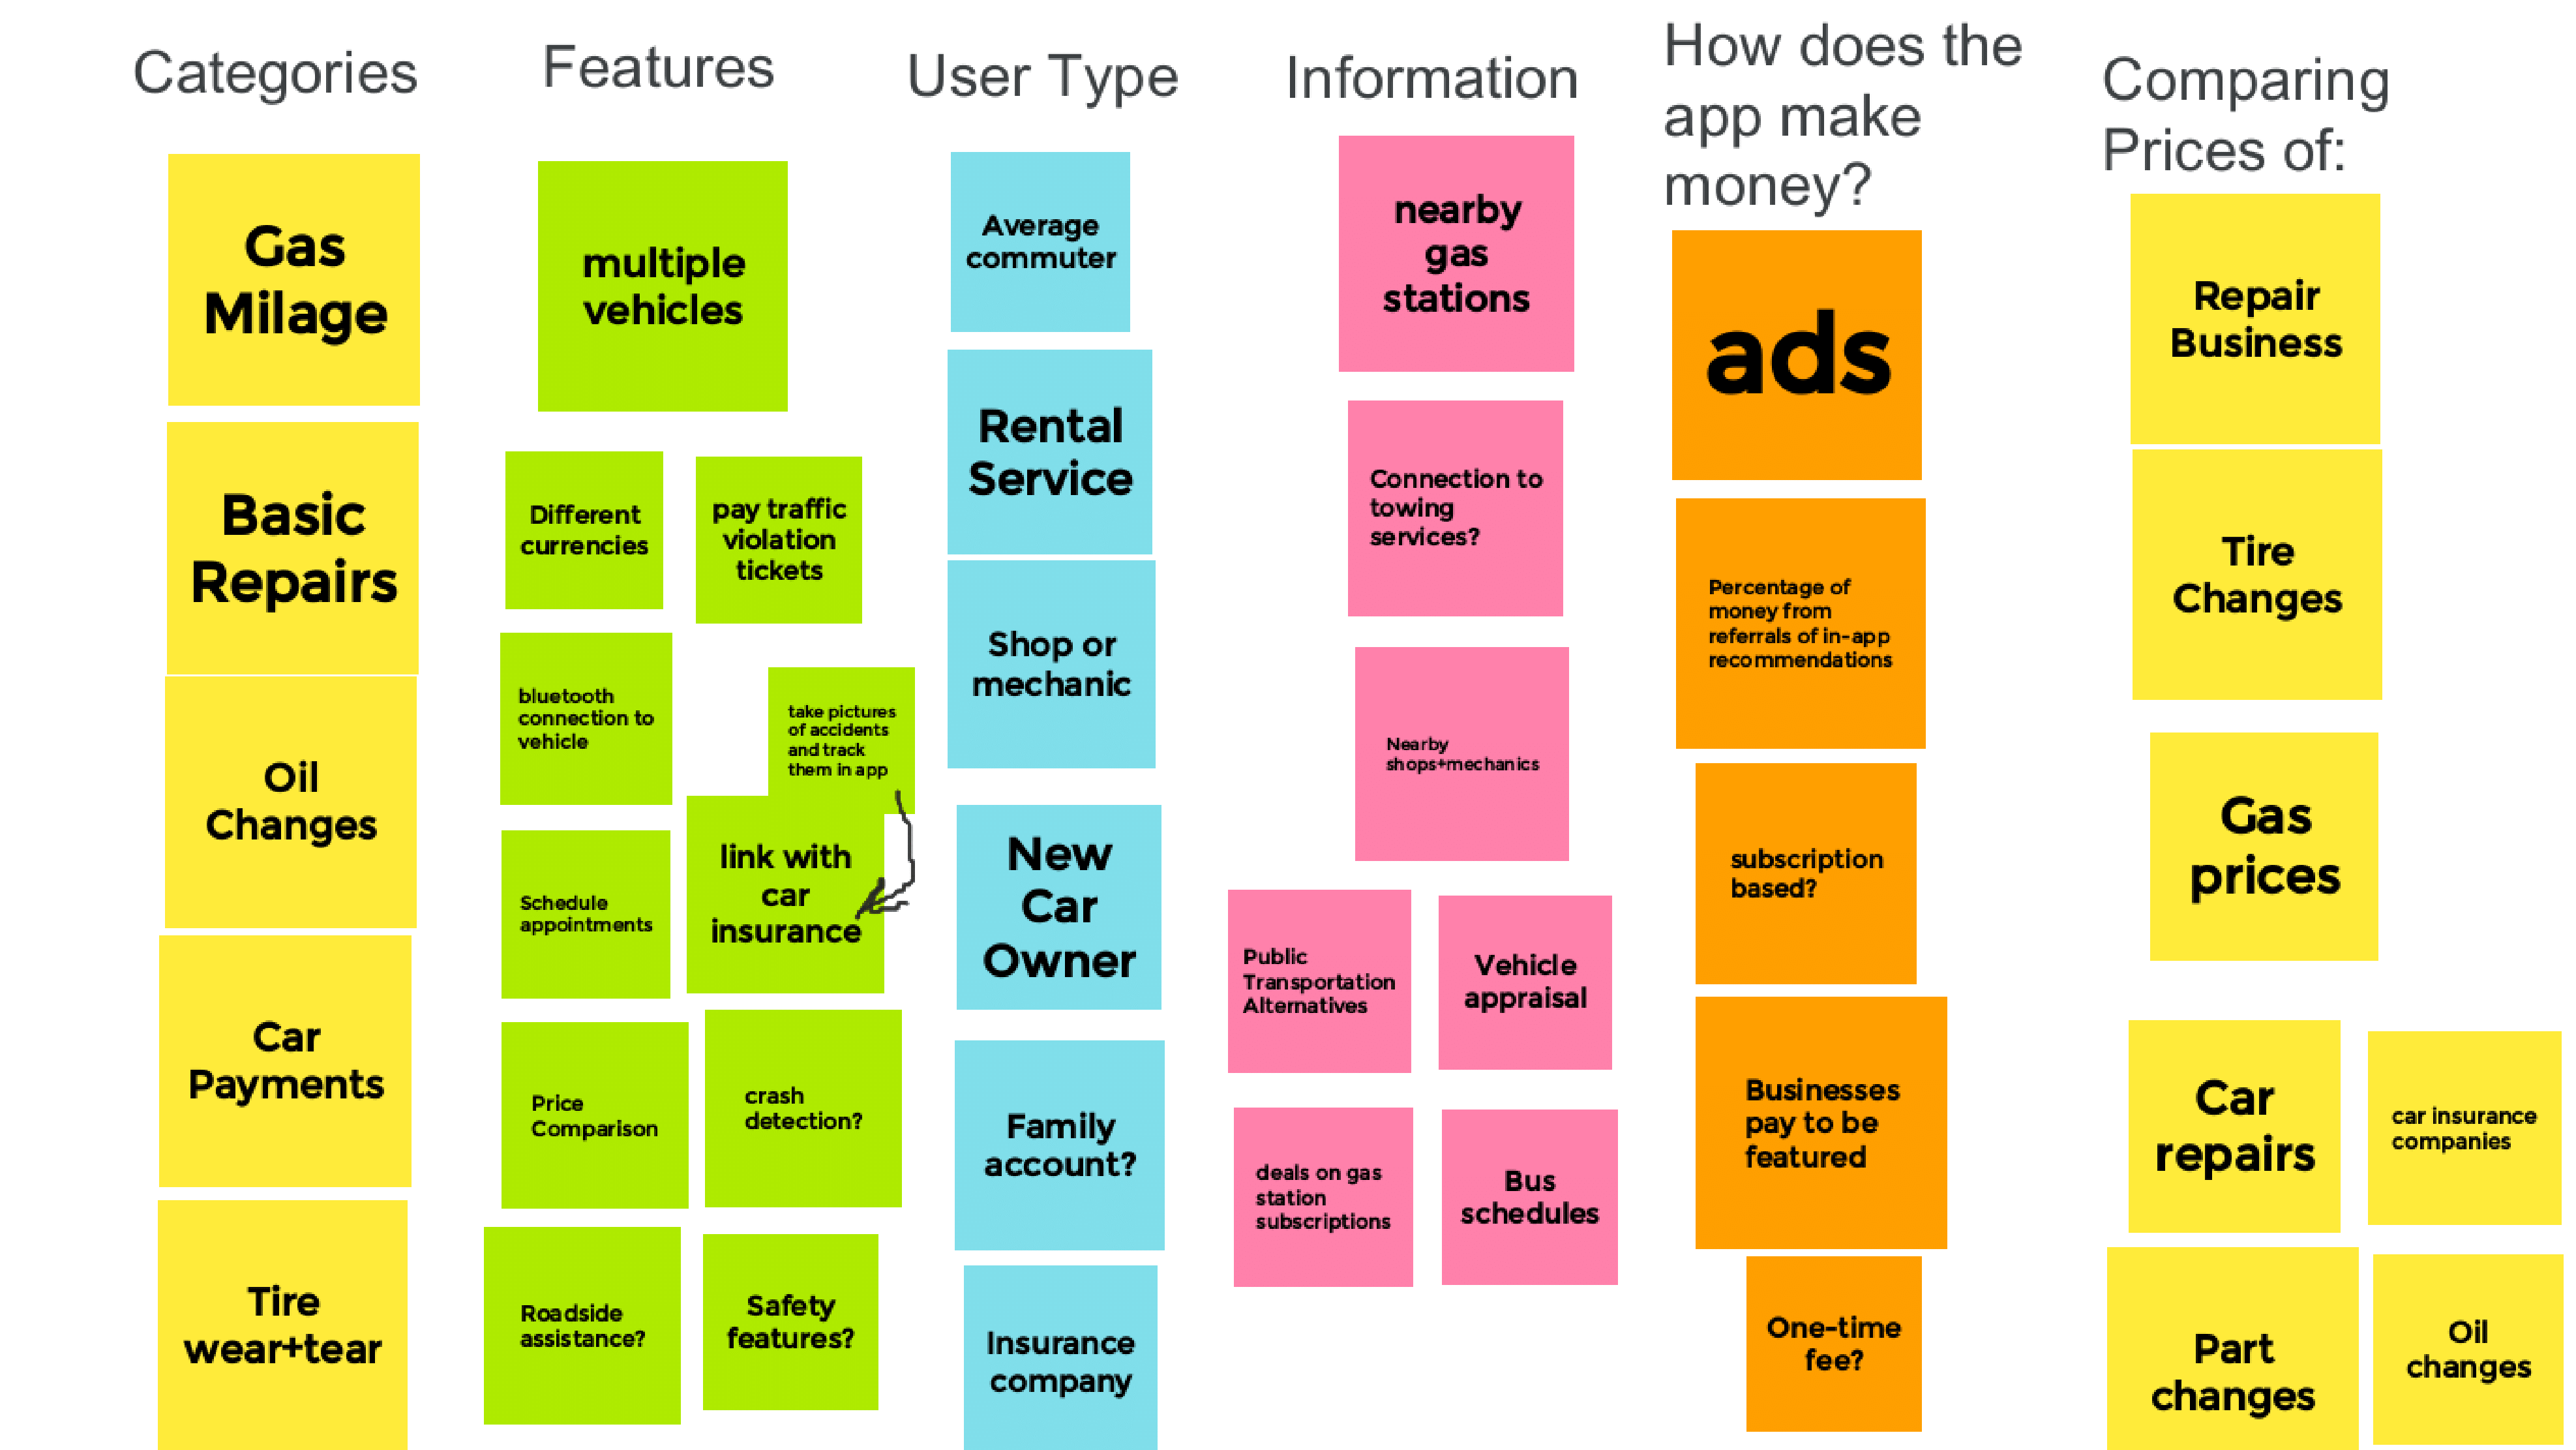 Categories
Gas
Milage
Basic
Repairs
Oil
Changes
Car
Payments
Tire
wear+tear
Features
multiple
vehicles
Different
currencies
pay traffic
violation
tickets
bluetooth
connection to
vehicle
take pictures
of accidents
and track
them in app
Schedule
appointments
link with
car
insurance
Price
Comparison
crash
detection?
Roadside
assistance?
Safety
features?
User Type
Average
commuter
Rental
Service
Shop or
mechanic
New
Car
Owner
Family
account?
Insurance
company
Information
nearby
gas
stations
Connection to
towing
services?
Nearby
shops+mechanics
Public
Transportation
Alternatives
Vehicle
appraisal
deals on gas
station
subscriptions
Bus
schedules
How does the
app make
money?
ads
Percentage of
money from
referrals of in-app
recommendations
subscription
based?
Businesses
pay to be
featured
One-time
fee?
Comparing
Prices of:
Repair
Business
Tire
Changes
Gas
prices
Car
repairs
car insurance
companies
Part
changes
Oil
changes